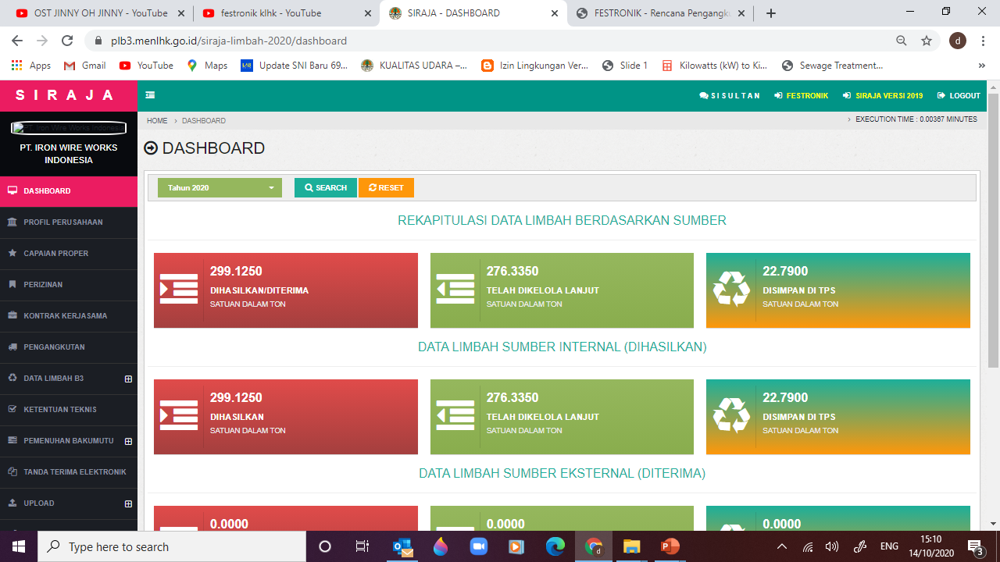 OST JINNY OH JINNY - YouTube
festronik klhk - YouTube
SIRAJA - DASHBOARD
FESTRONIK - Rencana Pengangku
plb3.menlhk.go.id/siraja-limbah-2020/dashboard
d
Apps
Gmail
YouTube
Maps
Update SNI Baru 69...
KUALITAS UDARA –...
Izin Lingkungan Ver...
Slide 1
Kilowatts (kW) to Ki...
Sewage Treatment...
»
SIRAJA
SISULTAN
FESTRONIK
SIRAJA VERSI 2019
LOGOUT
HOME > DASHBOARD
> EXECUTION TIME : 0.00367 MINUTES
PT. Iron Wire Works Indonesia
PT. IRON WIRE WORKS
INDONESIA
DASHBOARD
PROFIL PERUSAHAAN
CAPAIAN PROPER
PERIZINAN
KONTRAK KERJASAMA
PENGANGKUTAN
DATA LIMBAH B3
KETENTUAN TEKNIS
PEMENUHAN BAKUMUTU
TANDA TERIMA ELEKTRONIK
UPLOAD
DASHBOARD
Tahun 2020
SEARCH
RESET
REKAPITULASI DATA LIMBAH BERDASARKAN SUMBER
299.1250
DIHASILKAN/DITERIMA
SATUAN DALAM TON
276.3350
TELAH DIKELOLA LANJUT
SATUAN DALAM TON
22.7900
DISIMPAN DI TPS
SATUAN DALAM TON
DATA LIMBAH SUMBER INTERNAL (DIHASILKAN)
299.1250
DIHASILKAN
SATUAN DALAM TON
276.3350
TELAH DIKELOLA LANJUT
SATUAN DALAM TON
22.7900
DISIMPAN DI TPS
SATUAN DALAM TON
DATA LIMBAH SUMBER EKSTERNAL (DITERIMA)
0.0000
0.0000
0.0000
Type here to search
ENG
15:10
14/10/2020
3